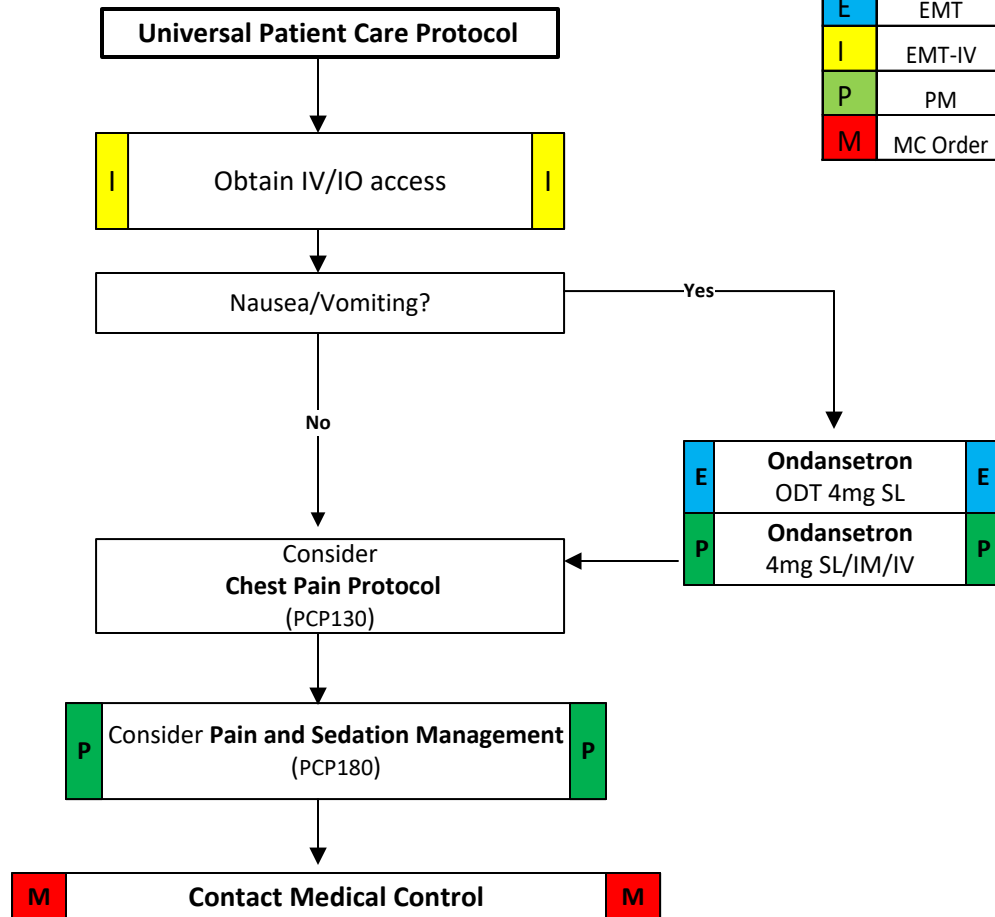 Universal Patient Care Protocol
E EMT
I EMT-IV
P PM
M MC Order
I Obtain IV/IO access I
Nausea/Vomiting?
Yes
No
E Ondansetron E
ODT 4mg SL
P Ondansetron P
4mg SL/IM/IV
Consider
Chest Pain Protocol
(PCP130)
P Consider Pain and Sedation Management P
(PCP180)
M Contact Medical Control M